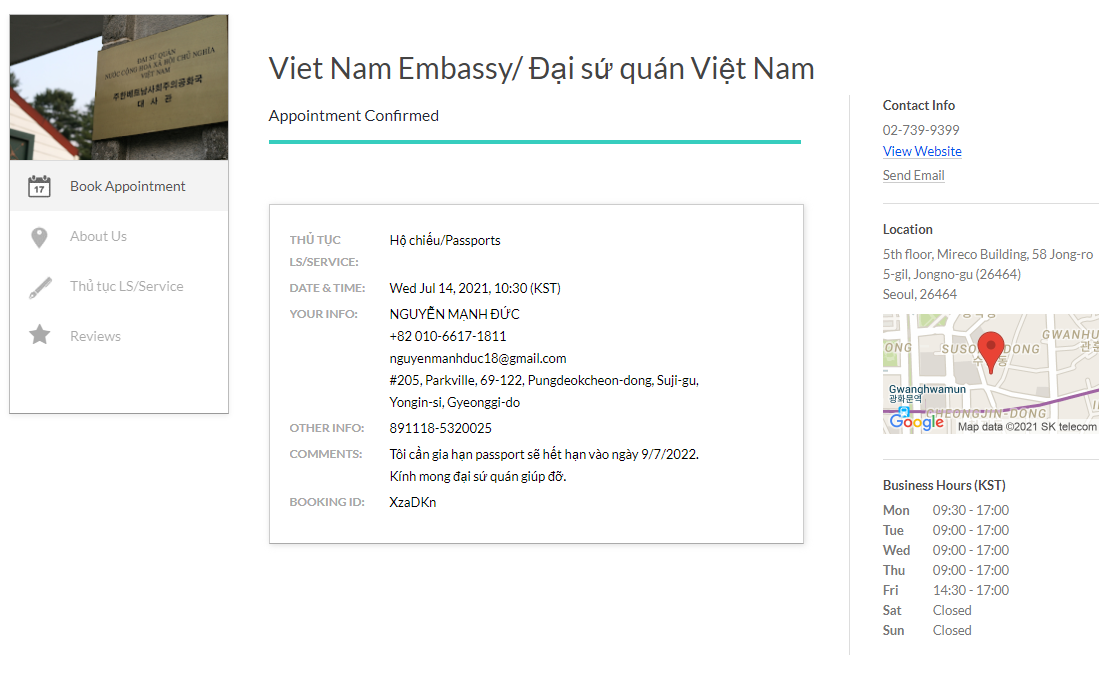 ĐẠI SỨ QUÁN
NƯỚC CỘNG HOÀ XÃ HỘI CHỦ NGHĨA
VIỆT NAM
주한베트남사회주의공화국
대 사 관
17
Book Appointment
About Us
Thủ tục LS/Service
Reviews
Viet Nam Embassy/ Đại sứ quán Việt Nam
Appointment Confirmed
THỦ TỤC LS/SERVICE: Hộ chiếu/Passports
DATE & TIME: Wed Jul 14, 2021, 10:30 (KST)
YOUR INFO: NGUYỄN MẠNH ĐỨC
+82 010-6617-1811
nguyenmanhduc18@gmail.com
#205, Parkville, 69-122, Pungdeokcheon-dong, Suji-gu,
Yongin-si, Gyeonggi-do
OTHER INFO: 891118-5320025
COMMENTS: Tôi cần gia hạn passport sẽ hết hạn vào ngày 9/7/2022.
Kính mong đại sứ quán giúp đỡ.
BOOKING ID: XzaDKn
Contact Info
02-739-9399
View Website
Send Email
Location
5th floor, Mireco Building, 58 Jong-ro
5-gil, Jongno-gu (26464)
Seoul, 26464
GWANHU
관훈
ONG
SUSONG-DONG
수송동
Gwanghwamun
광화문역
CHEONGJIN-DONG
IN
Google
Map data ©2021 SK telecom
Business Hours (KST)
Mon 09:30 - 17:00
Tue 09:00 - 17:00
Wed 09:00 - 17:00
Thu 09:00 - 17:00
Fri 14:30 - 17:00
Sat Closed
Sun Closed